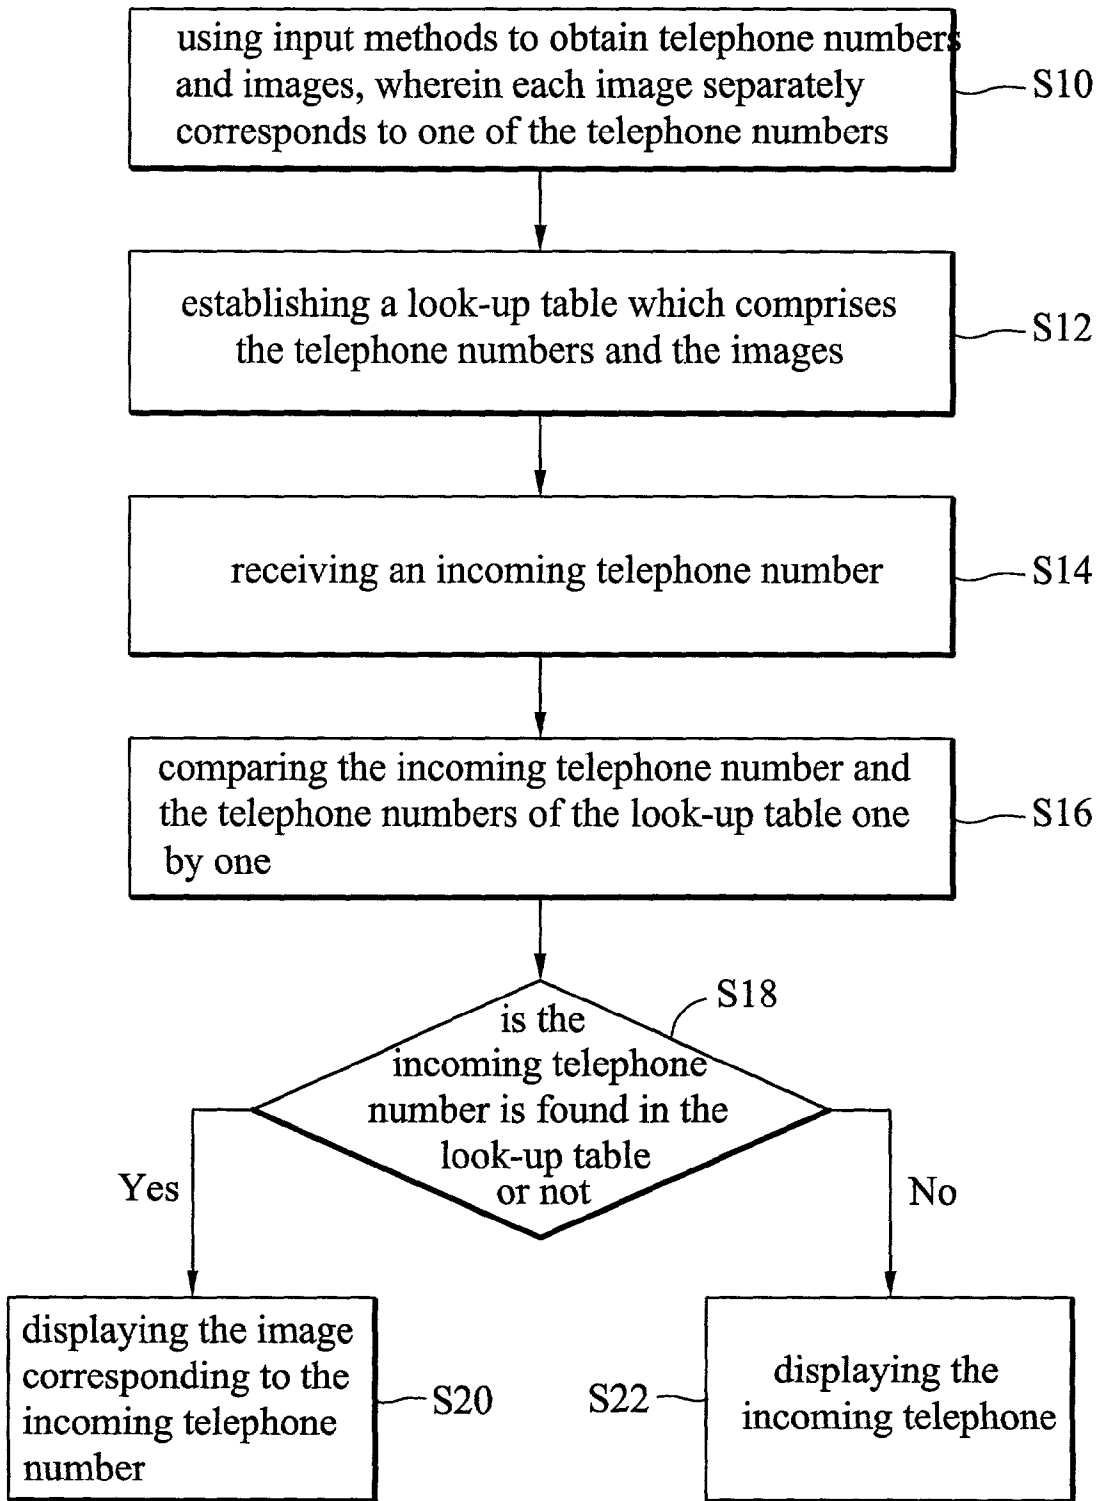 using input methods to obtain telephone numbers
and images, wherein each image separately
corresponds to one of the telephone numbers
S10
establishing a look-up table which comprises
the telephone numbers and the images
S12
receiving an incoming telephone number
S14
comparing the incoming telephone number and
the telephone numbers of the look-up table one
by one
S16
S18
is the
incoming telephone
number is found in the
look-up table
or not
Yes
No
displaying the image
corresponding to the
incoming telephone
number
S20
S22
displaying the
incoming telephone